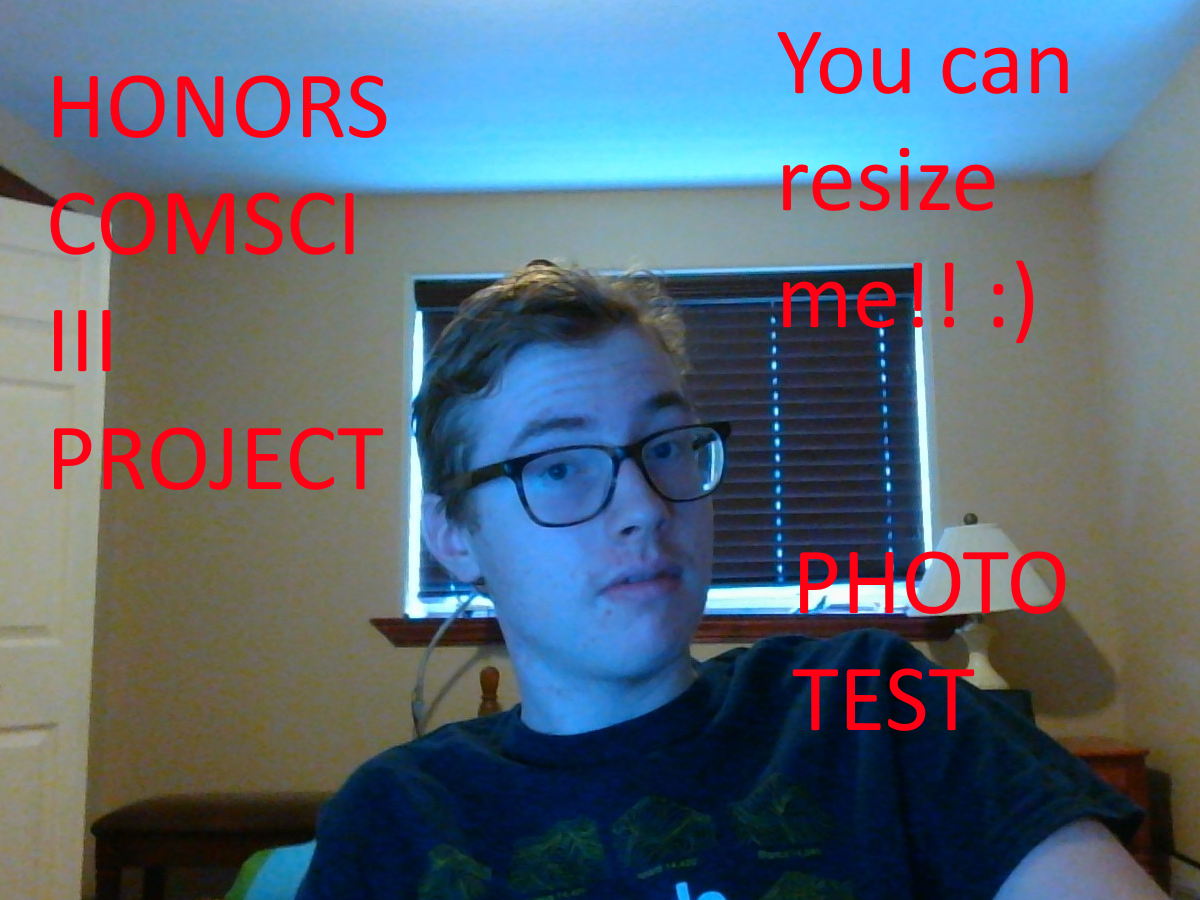 HONORS
COMSCI
III
PROJECT
You can
resize
me!! :)
PHOTO
TEST